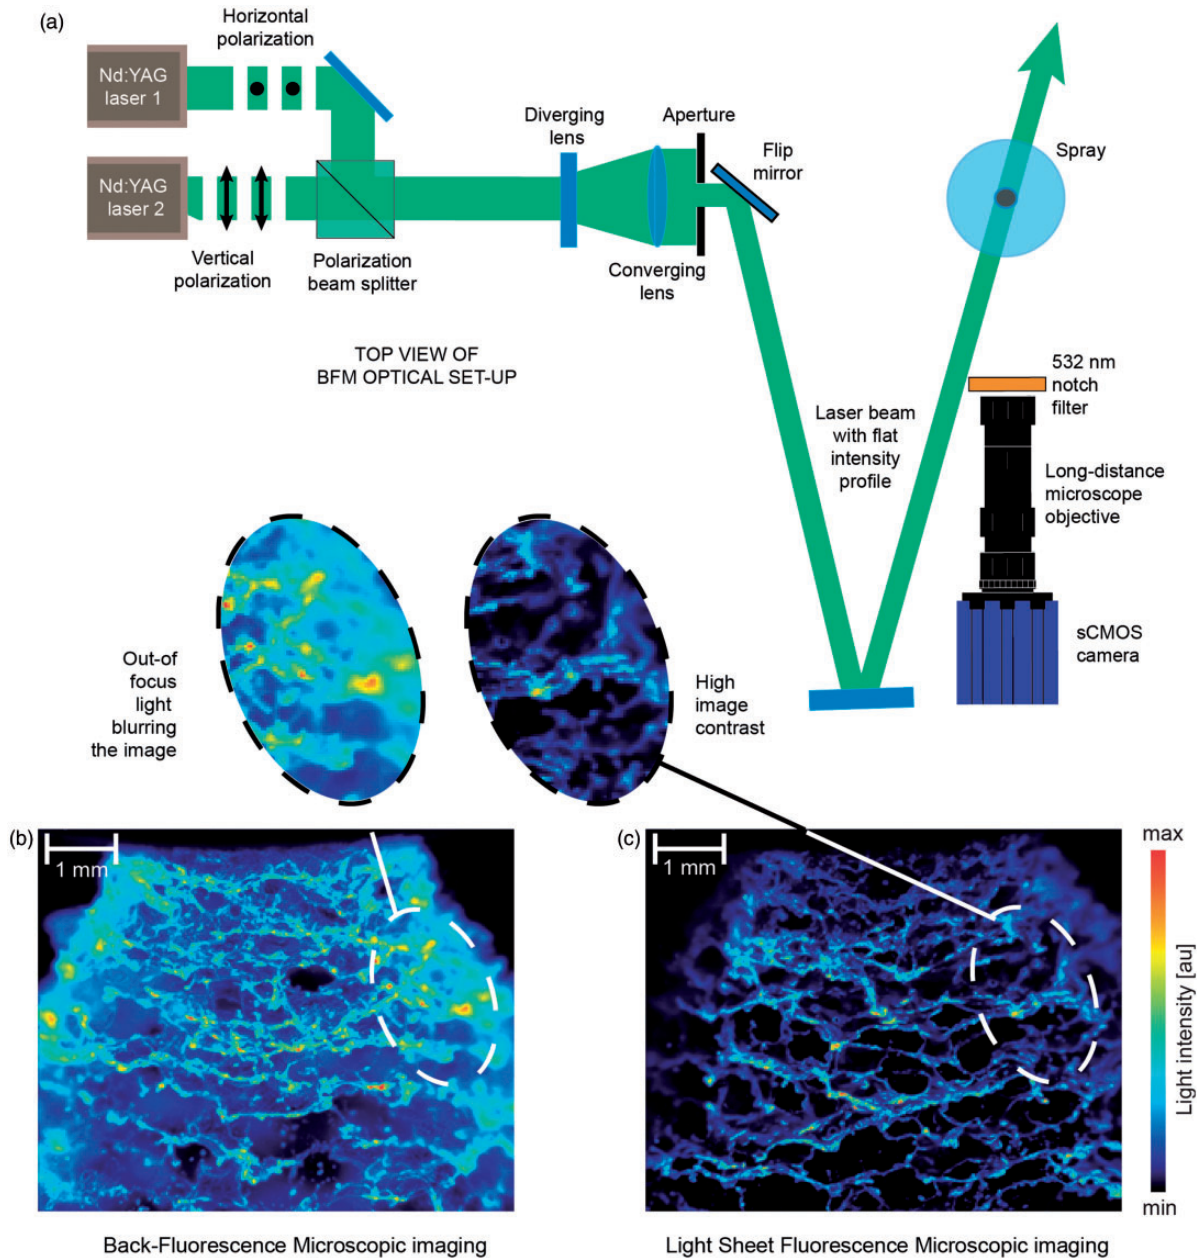 (a)
Horizontal
polarization
Nd:YAG
laser 1
Nd:YAG
laser 2
Vertical
polarization
Polarization
beam splitter
Diverging
lens
Aperture
Converging
lens
Flip
mirror
Spray
TOP VIEW OF
BFM OPTICAL SET-UP
Laser beam
with flat
intensity
profile
532 nm
notch
filter
Long-distance
microscope
objective
sCMOS
camera
Out-of
focus
light
blurring
the image
High
image
contrast
(b)
1 mm
(c)
1 mm
max
Light intensity [au]
min
Back-Fluorescence Microscopic imaging
Light Sheet Fluorescence Microscopic imaging